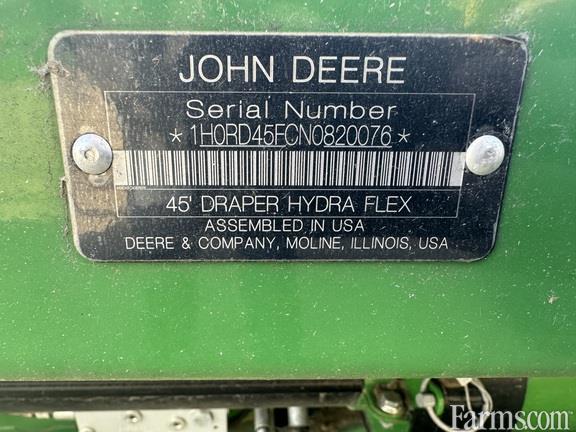 JOHN DEERE
Serial Number
*1H0RD45FCN0820076*
45' DRAPER HYDRA FLEX
ASSEMBLED IN USA
DEERE & COMPANY, MOLINE, ILLINOIS, USA
Farms.com